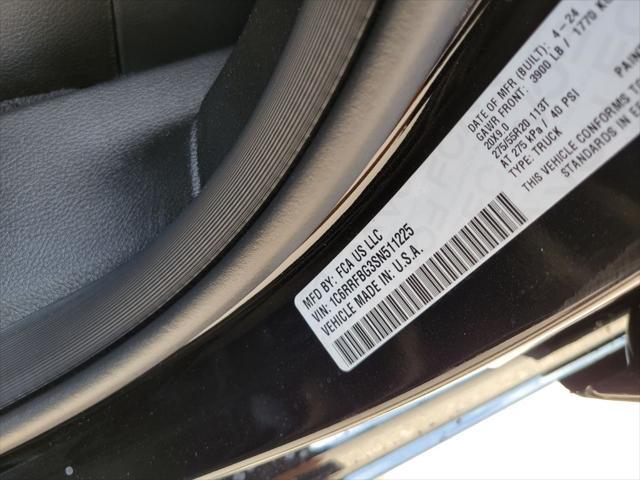 MFD BY: FCA US LLC
VIN: 1C6RRFBG3SN511225
VEHICLE MADE IN: U.S.A.
DATE OF MFR (BUILT): 4-24
GAWR FRONT: 3900 LB / 1770 KG
20X9.0
275/55R20 113T
AT 275 kPa / 40 PSI
TYPE: TRUCK
THIS VEHICLE CONFORMS TO
STANDARDS IN